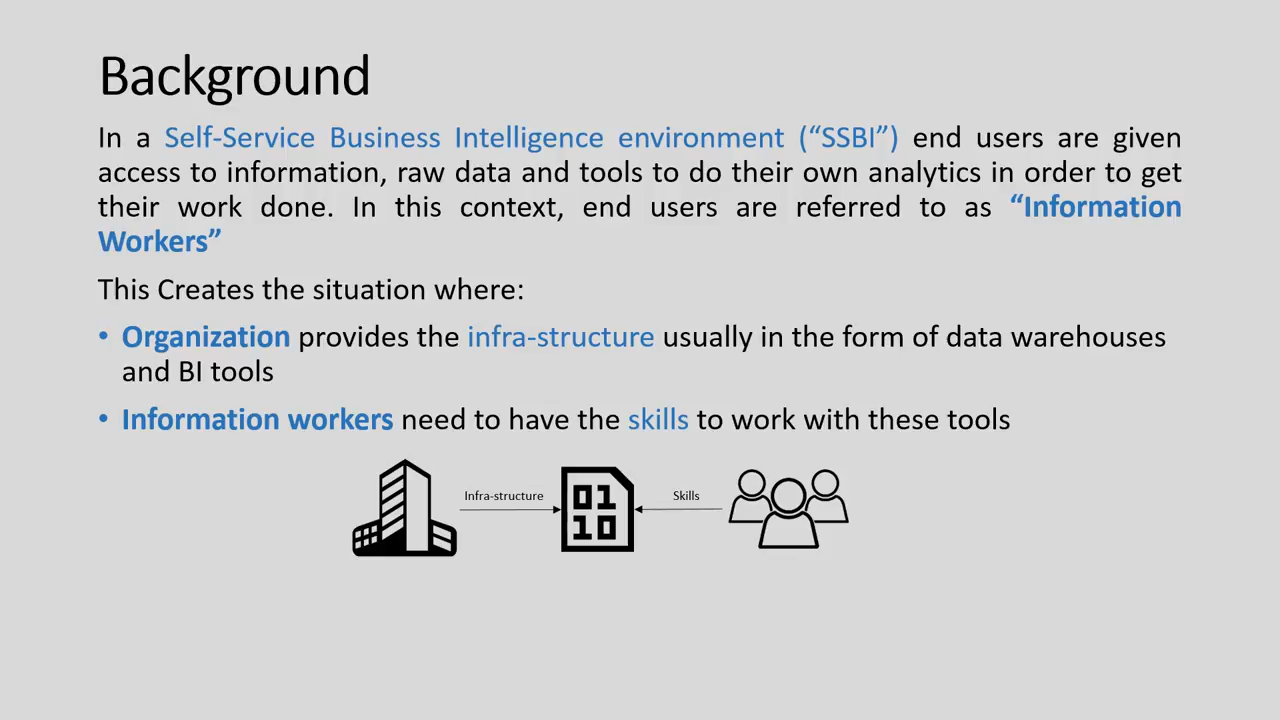 Background
In a Self-Service Business Intelligence environment (“SSBI”) end users are given
access to information, raw data and tools to do their own analytics in order to get
their work done. In this context, end users are referred to as “Information
Workers”
This Creates the situation where:
• Organization provides the infra-structure usually in the form of data warehouses
and BI tools
• Information workers need to have the skills to work with these tools
Infra-structure
01
10
Skills